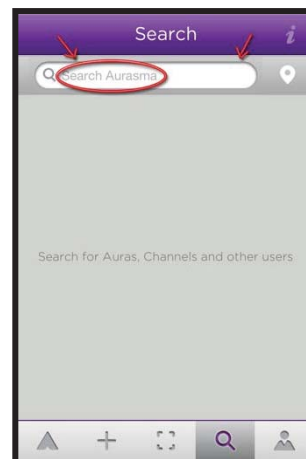 Search
i
Search Aurasma
Search for Auras, Channels and other users